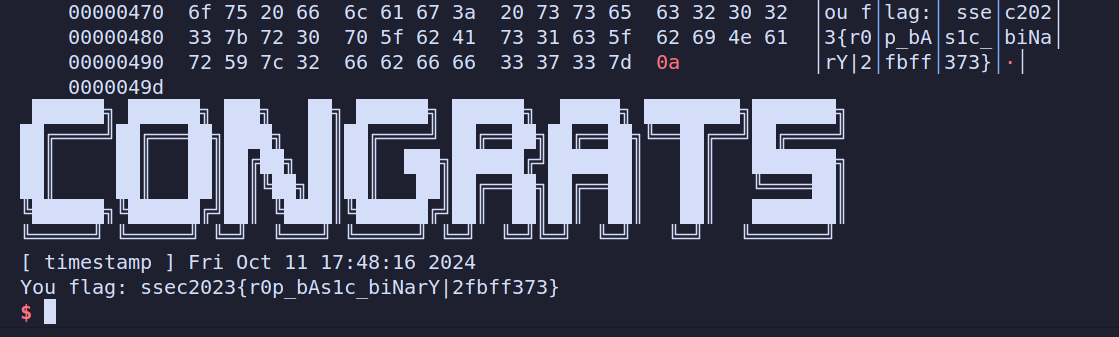 00000470 6f 75 20 66 6c 61 67 3a 20 73 73 65 63 32 30 32 │ou f│lag:│ sse│c202│
00000480 33 7b 72 30 70 5f 62 41 73 31 63 5f 62 69 4e 61 │3{r0│p_bA│s1c_│biNa│
00000490 72 59 7c 32 66 62 66 66 33 37 33 7d 0a │rY|2│fbff│373}│·│
0000049d
CONGRATS
[ timestamp ] Fri Oct 11 17:48:16 2024
You flag: ssec2023{r0p_bAs1c_biNarY|2fbff373}
$